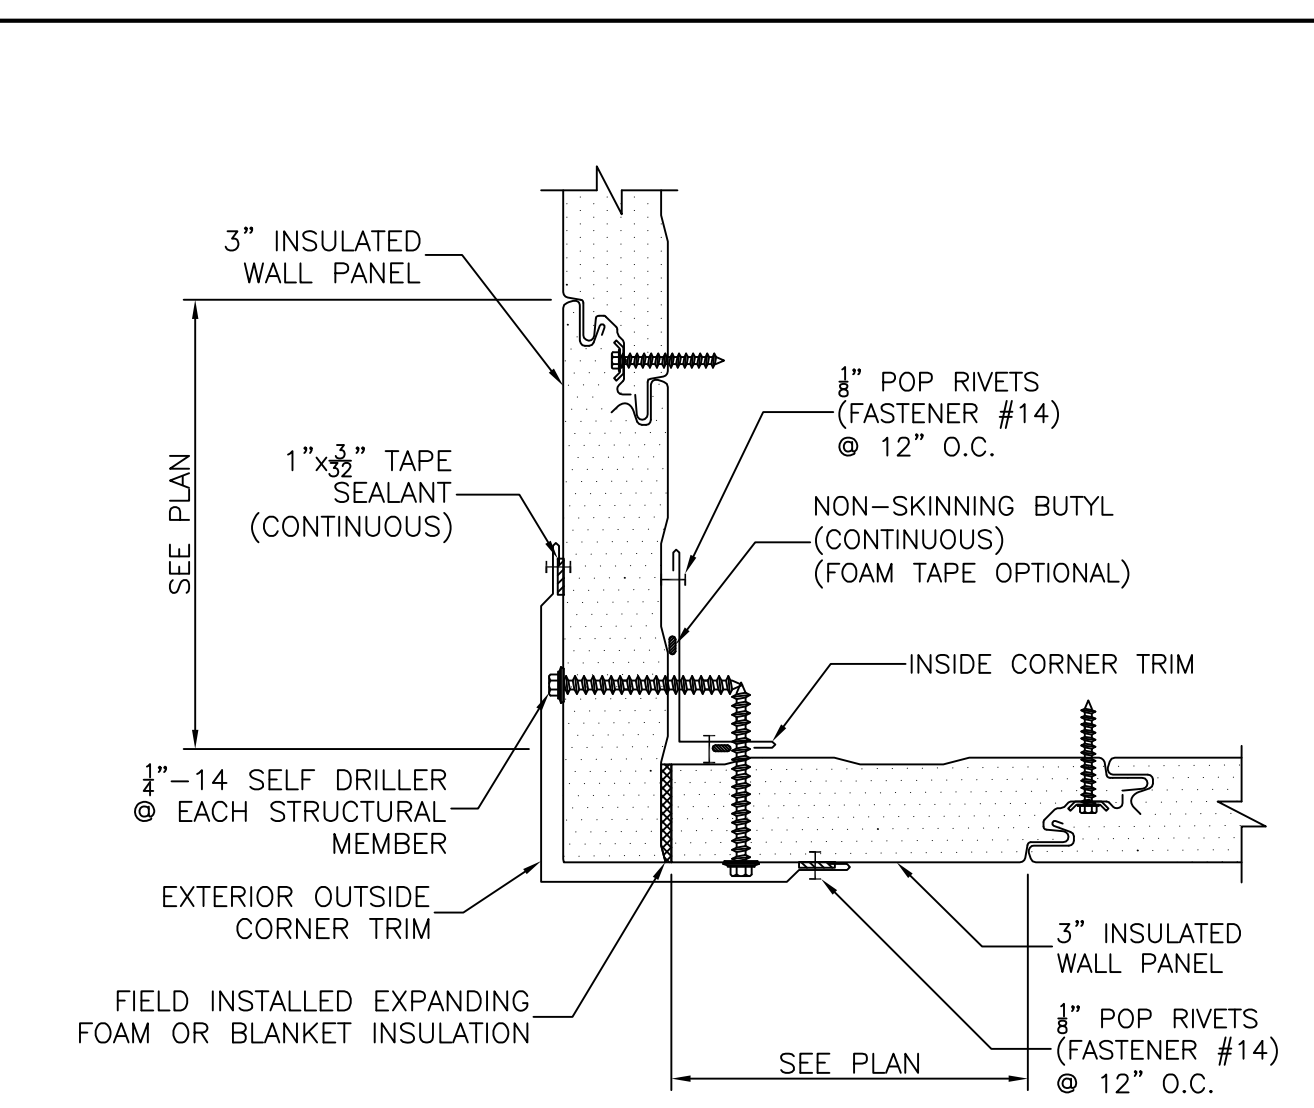 3" INSULATED
WALL PANEL
SEE PLAN
1"x3/32" TAPE
SEALANT
(CONTINUOUS)
1/8" POP RIVETS
(FASTENER #14)
@ 12" O.C.
NON-SKINNING BUTYL
(CONTINUOUS)
(FOAM TAPE OPTIONAL)
INSIDE CORNER TRIM
1/4"-14 SELF DRILLER
@ EACH STRUCTURAL
MEMBER
EXTERIOR OUTSIDE
CORNER TRIM
FIELD INSTALLED EXPANDING
FOAM OR BLANKET INSULATION
3" INSULATED
WALL PANEL
1/8" POP RIVETS
(FASTENER #14)
@ 12" O.C.
SEE PLAN